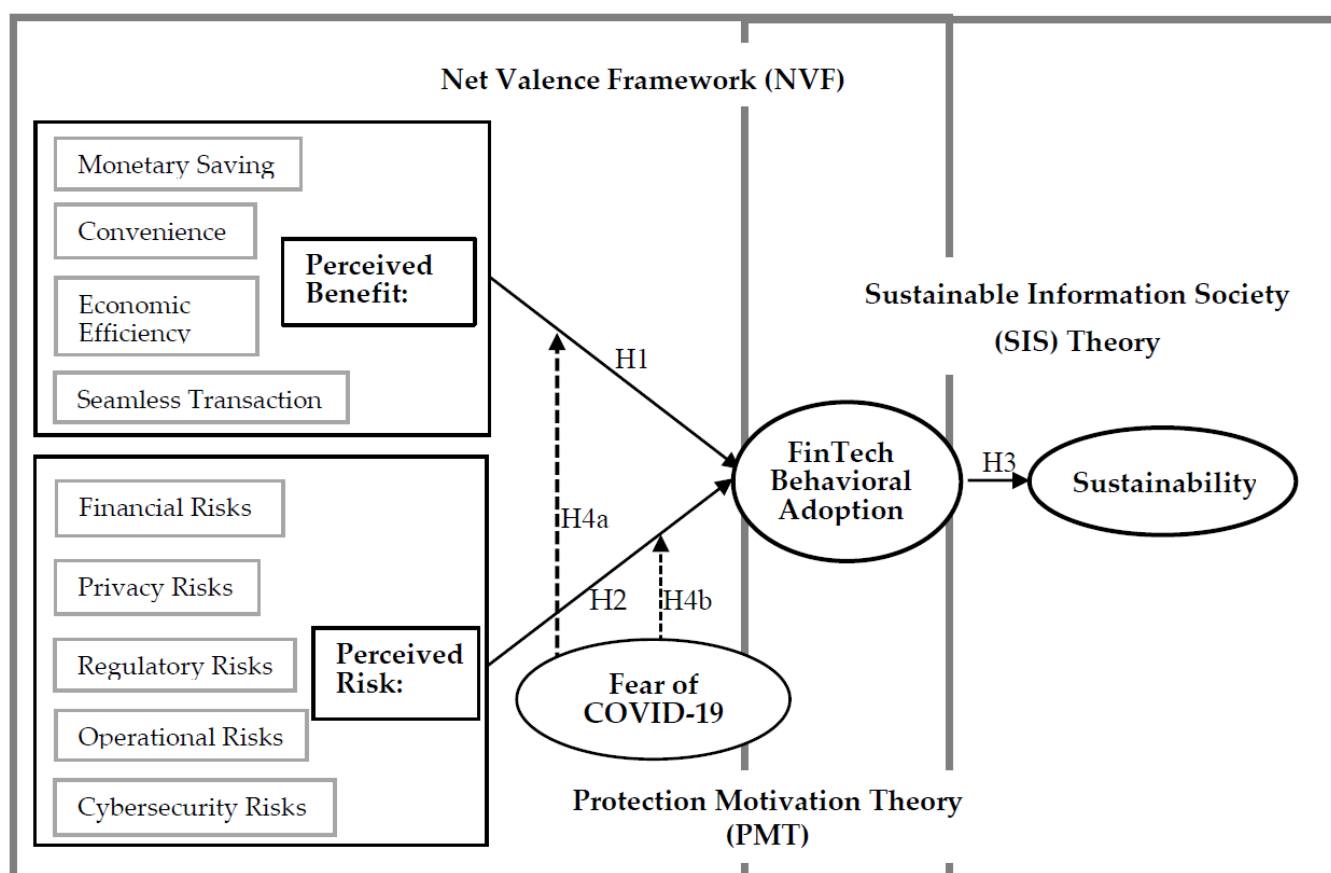 Net Valence Framework (NVF)
Monetary Saving
Convenience
Economic
Efficiency
Seamless Transaction
Perceived
Benefit:
H1
Sustainable Information Society
(SIS) Theory
FinTech
Behavioral
Adoption
H3
Sustainability
Financial Risks
Privacy Risks
Regulatory Risks
Operational Risks
Cybersecurity Risks
Perceived
Risk:
H4a
H2
H4b
Fear of
COVID-19
Protection Motivation Theory
(PMT)